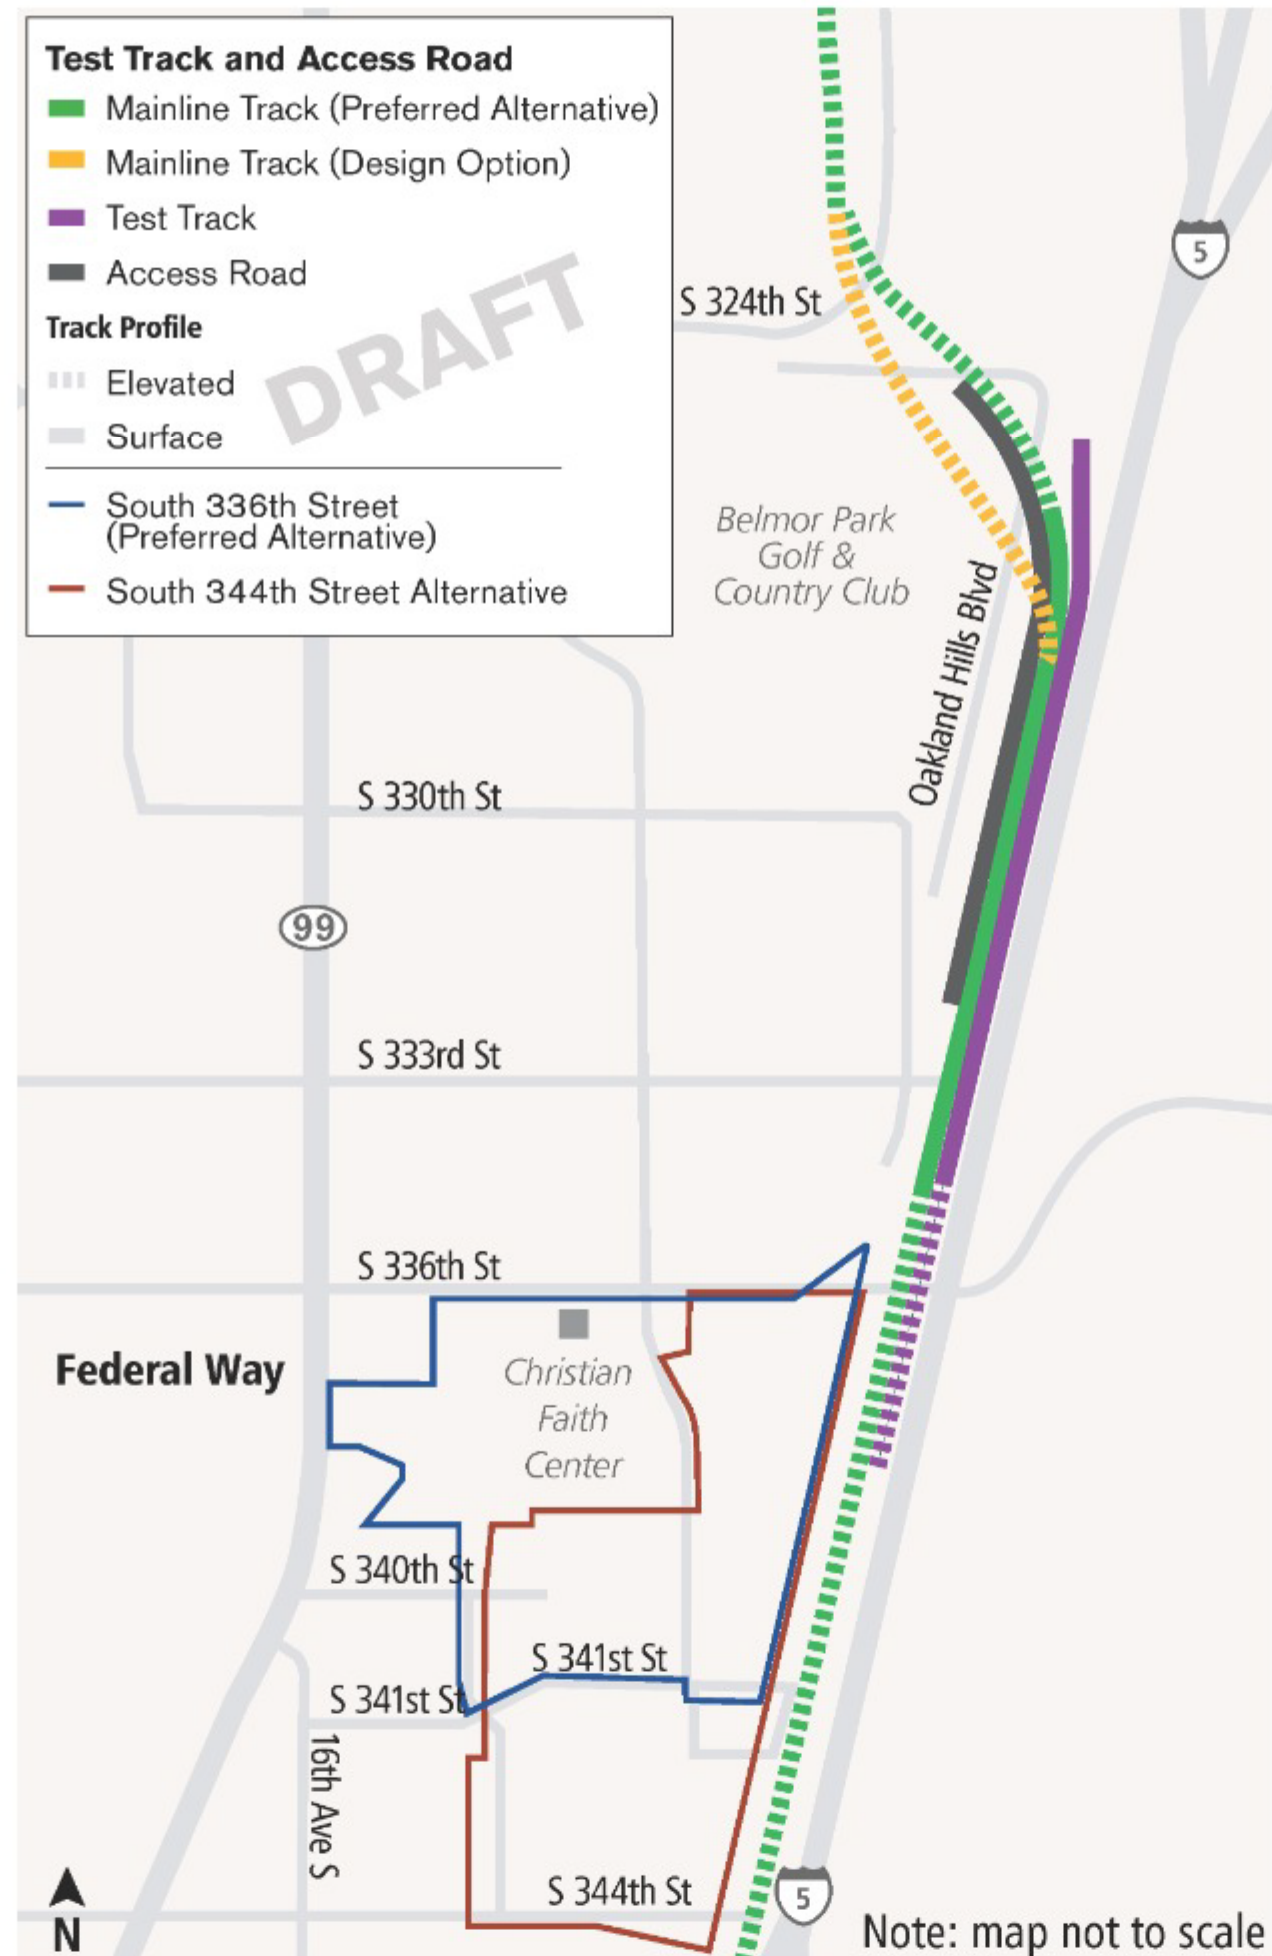 Test Track and Access Road
Mainline Track (Preferred Alternative)
Mainline Track (Design Option)
Test Track
Access Road
Track Profile
Elevated
Surface
DRAFT
South 336th Street
(Preferred Alternative)
South 344th Street Alternative
5
S 324th St
Belmor Park
Golf &
Country Club
Oakland Hills Blvd
S 330th St
99
S 333rd St
S 336th St
Federal Way
Christian
Faith
Center
S 340th St
S 341st St
S 341st St
16th Ave S
S 344th St
5
N
Note: map not to scale